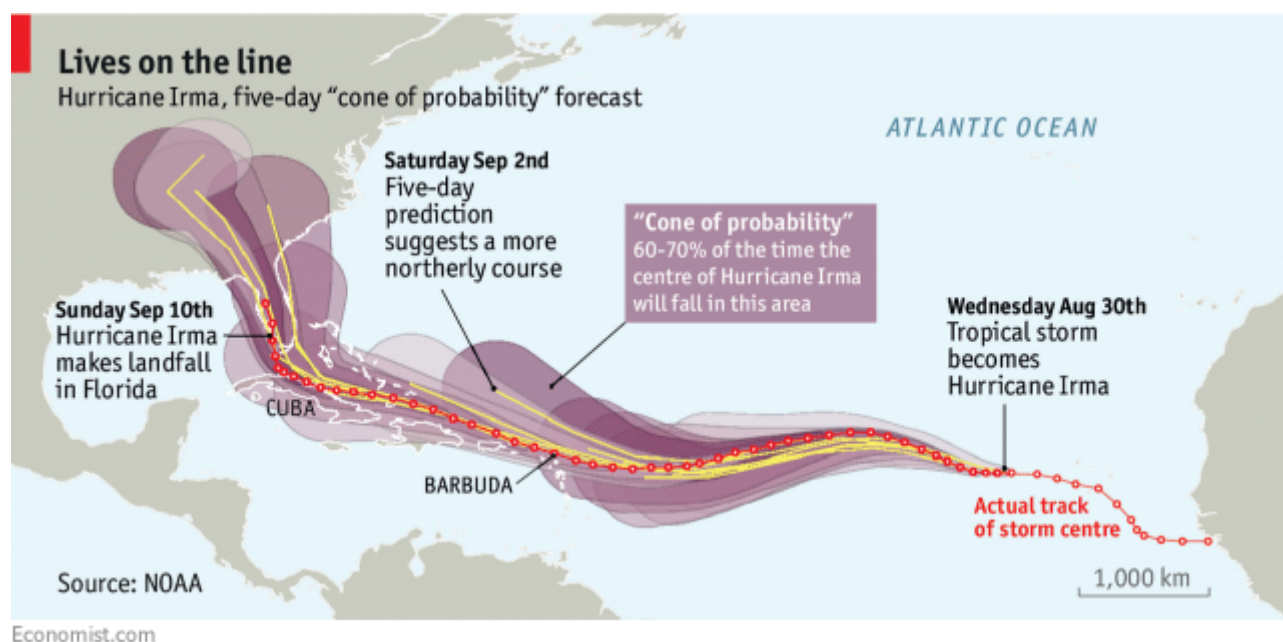 Lives on the line
Hurricane Irma, five-day “cone of probability” forecast
ATLANTIC OCEAN
Saturday Sep 2nd
Five-day
prediction
suggests a more
northerly course
“Cone of probability”
60-70% of the time the
centre of Hurricane Irma
will fall in this area
Sunday Sep 10th
Hurricane Irma
makes landfall
in Florida
Wednesday Aug 30th
Tropical storm
becomes
Hurricane Irma
CUBA
BARBUDA
Actual track
of storm centre
Source: NOAA
1,000 km
Economist.com